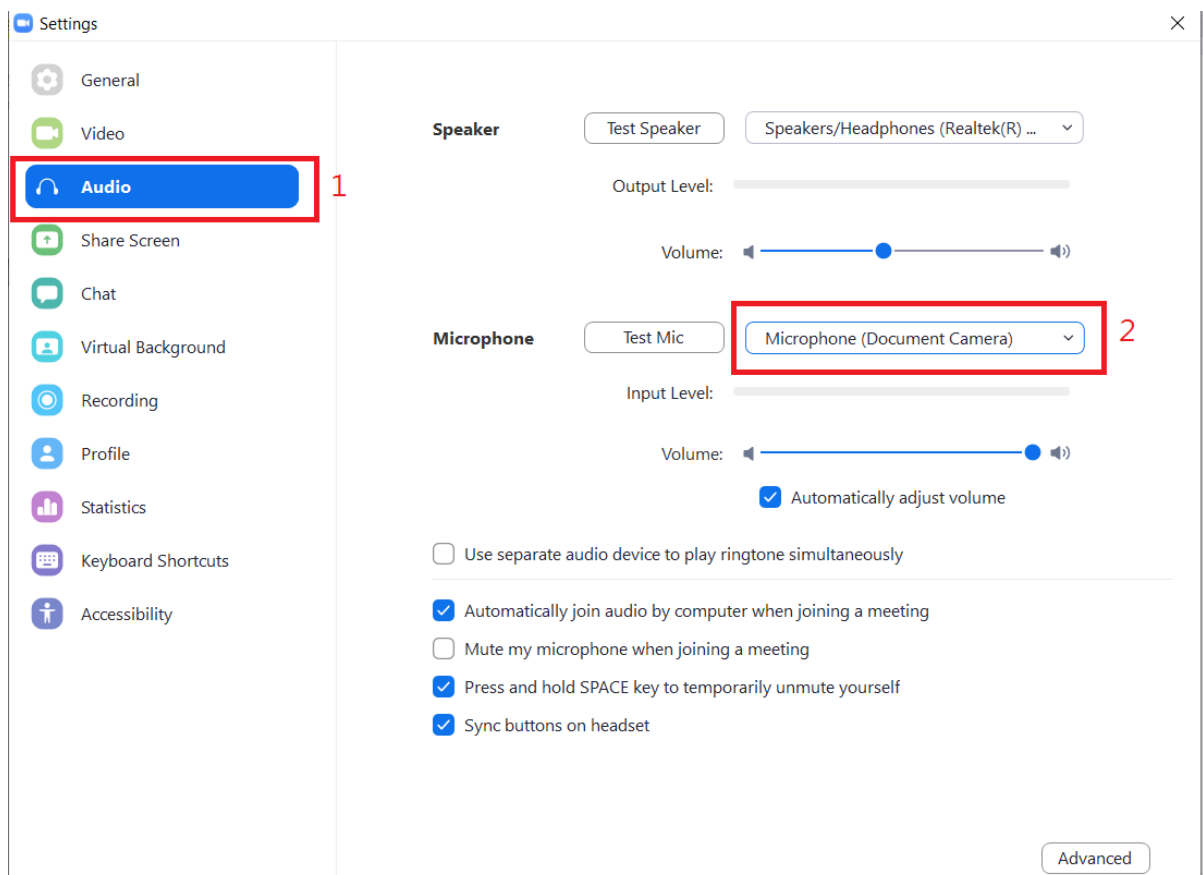 Settings
General
Video
Audio
1
Share Screen
Chat
Virtual Background
Recording
Profile
Statistics
Keyboard Shortcuts
Accessibility
Speaker
Test Speaker
Speakers/Headphones (Realtek(R) ...
Output Level:
Volume:
Microphone
Test Mic
Microphone (Document Camera)
2
Input Level:
Volume:
Automatically adjust volume
Use separate audio device to play ringtone simultaneously
Automatically join audio by computer when joining a meeting
Mute my microphone when joining a meeting
Press and hold SPACE key to temporarily unmute yourself
Sync buttons on headset
Advanced